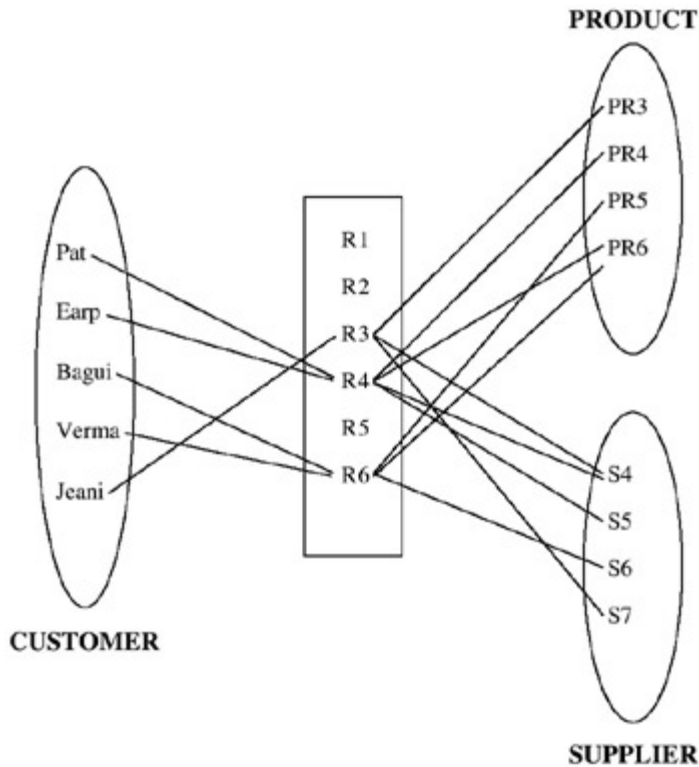 PRODUCT
PR3
PR4
PR5
PR6
Pat
Earp
Bagui
Verma
Jeani
CUSTOMER
R1
R2
R3
R4
R5
R6
S4
S5
S6
S7
SUPPLIER